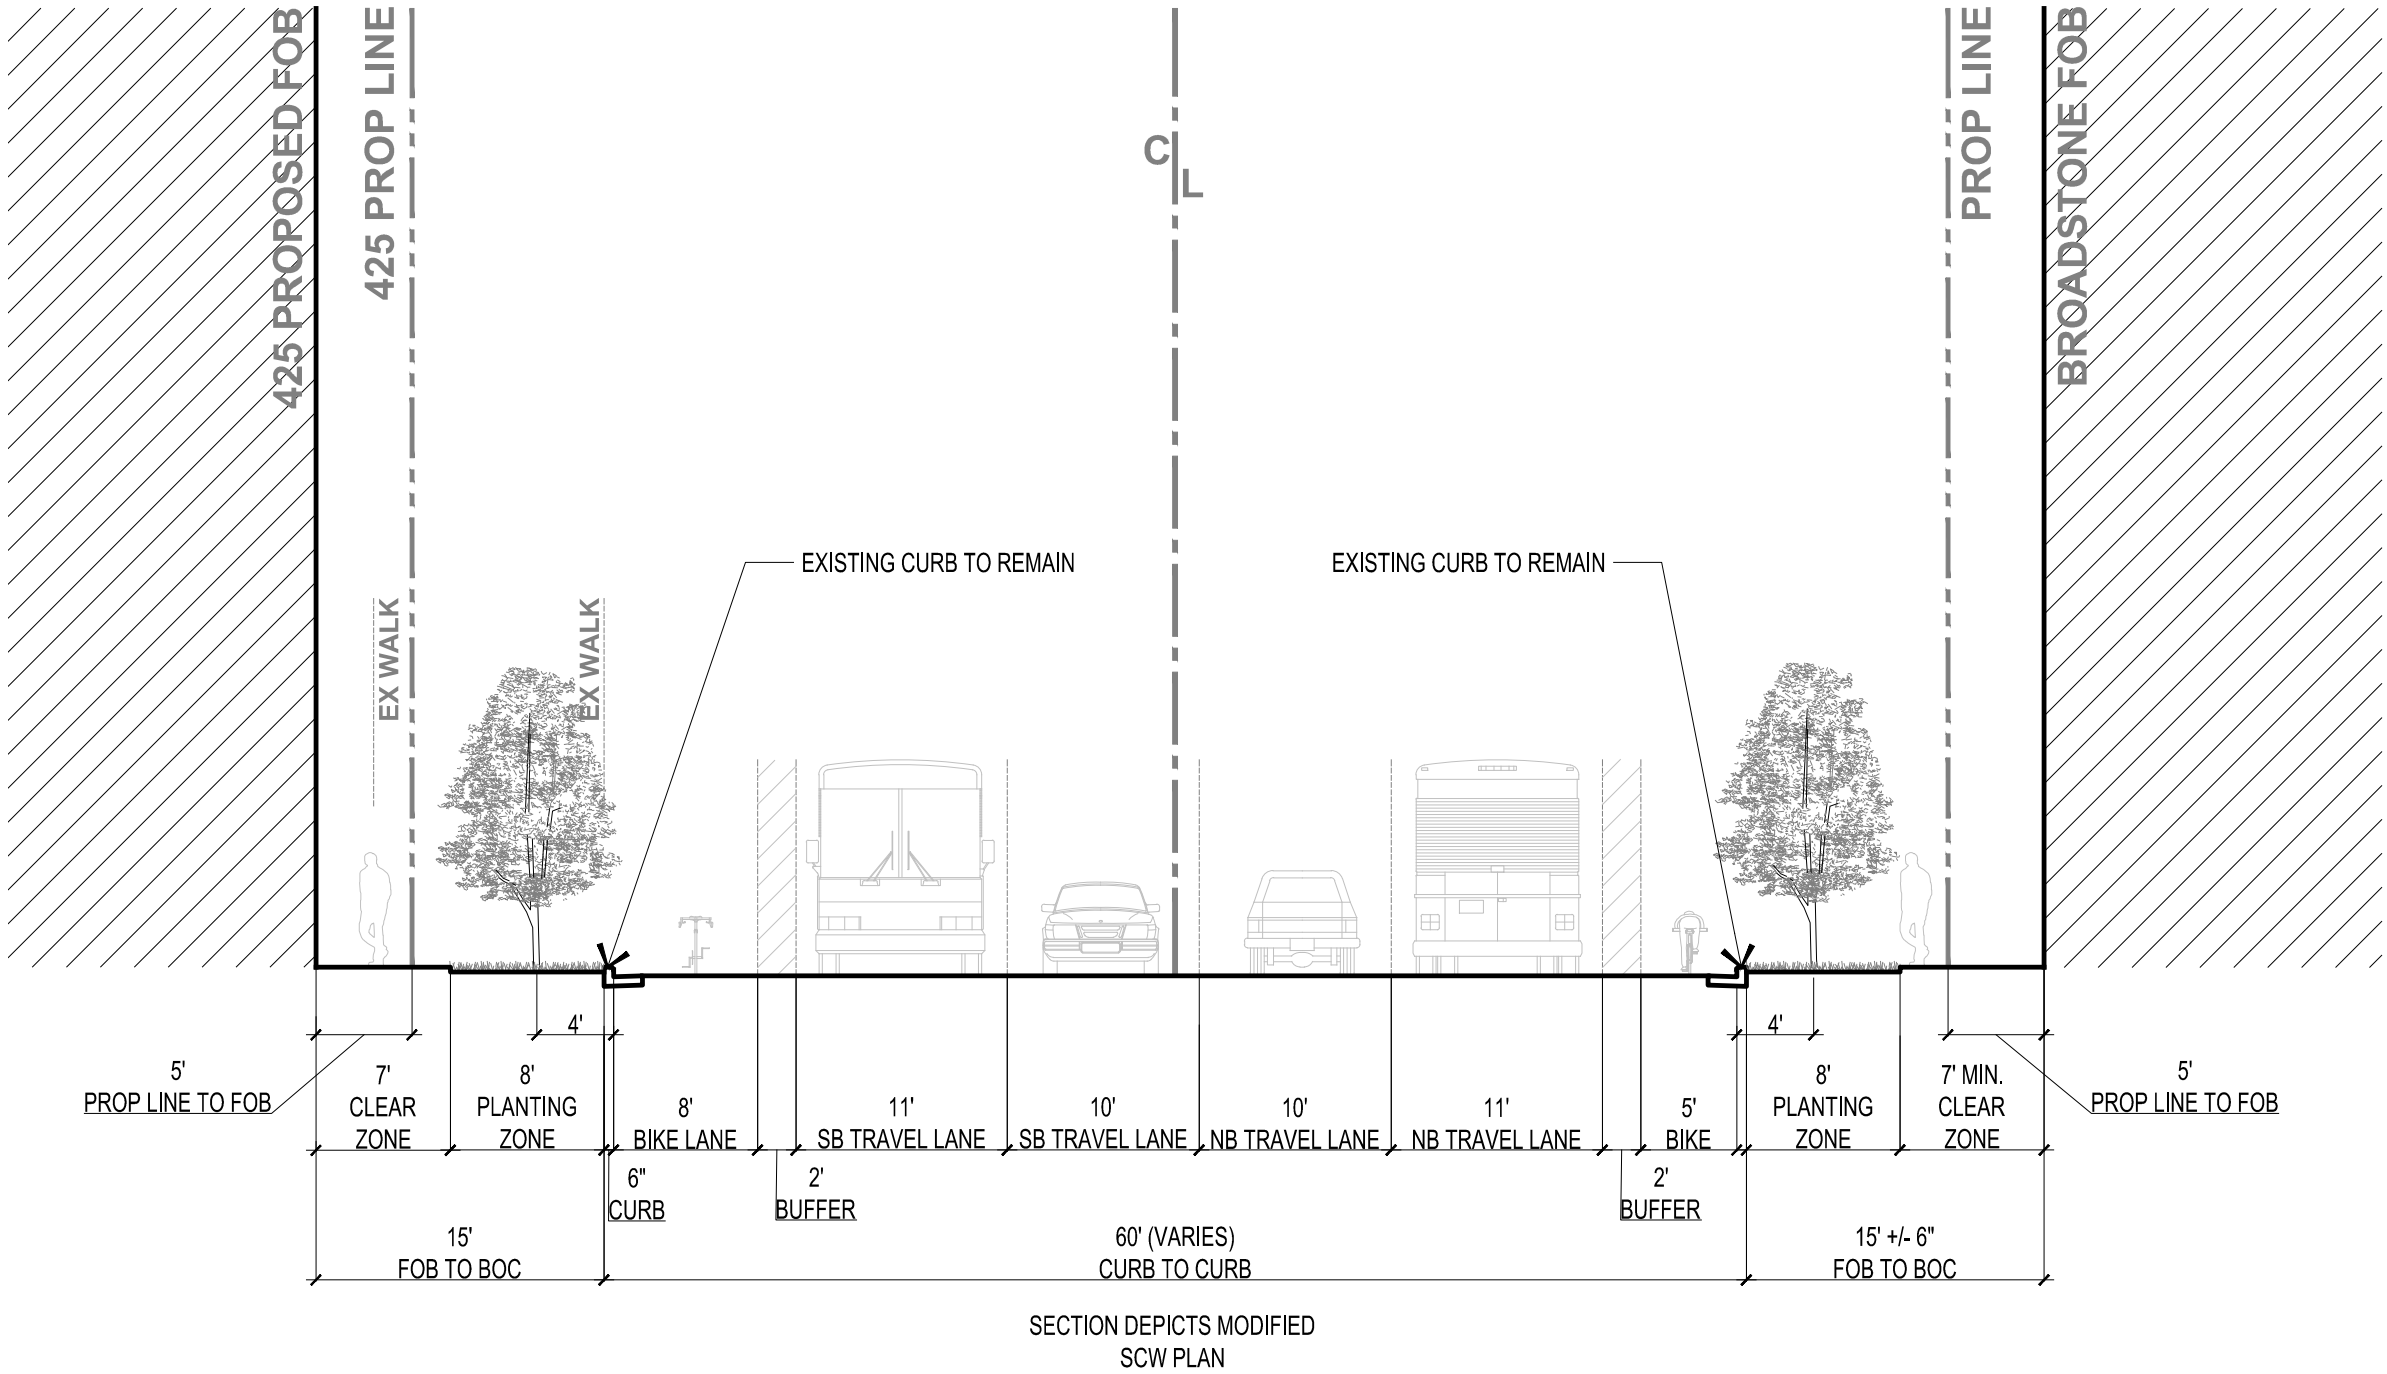 425 PROPOSED FOB
425 PROP LINE
C
L
PROP LINE
BROADSTONE FOB
EXISTING CURB TO REMAIN
EXISTING CURB TO REMAIN
EX WALK
EX WALK
4'
4'
5'
PROP LINE TO FOB
7'
CLEAR
ZONE
8'
PLANTING
ZONE
8'
BIKE LANE
11'
SB TRAVEL LANE
10'
SB TRAVEL LANE
10'
NB TRAVEL LANE
11'
NB TRAVEL LANE
5'
BIKE
8'
PLANTING
ZONE
7' MIN.
CLEAR
ZONE
5'
PROP LINE TO FOB
6"
CURB
2'
BUFFER
2'
BUFFER
15'
FOB TO BOC
60' (VARIES)
CURB TO CURB
15' +/- 6"
FOB TO BOC
SECTION DEPICTS MODIFIED
SCW PLAN